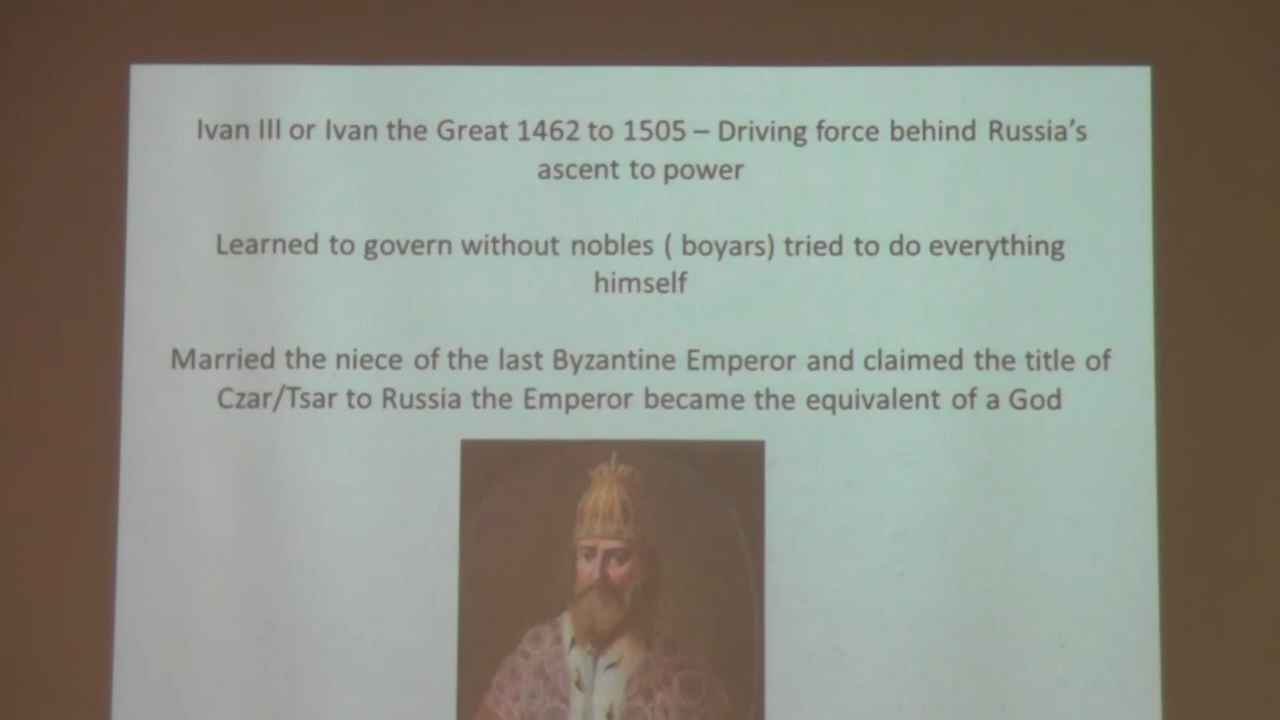 Ivan III or Ivan the Great 1462 to 1505 – Driving force behind Russia's
ascent to power
Learned to govern without nobles ( boyars) tried to do everything
himself
Married the niece of the last Byzantine Emperor and claimed the title of
Czar/Tsar to Russia the Emperor became the equivalent of a God